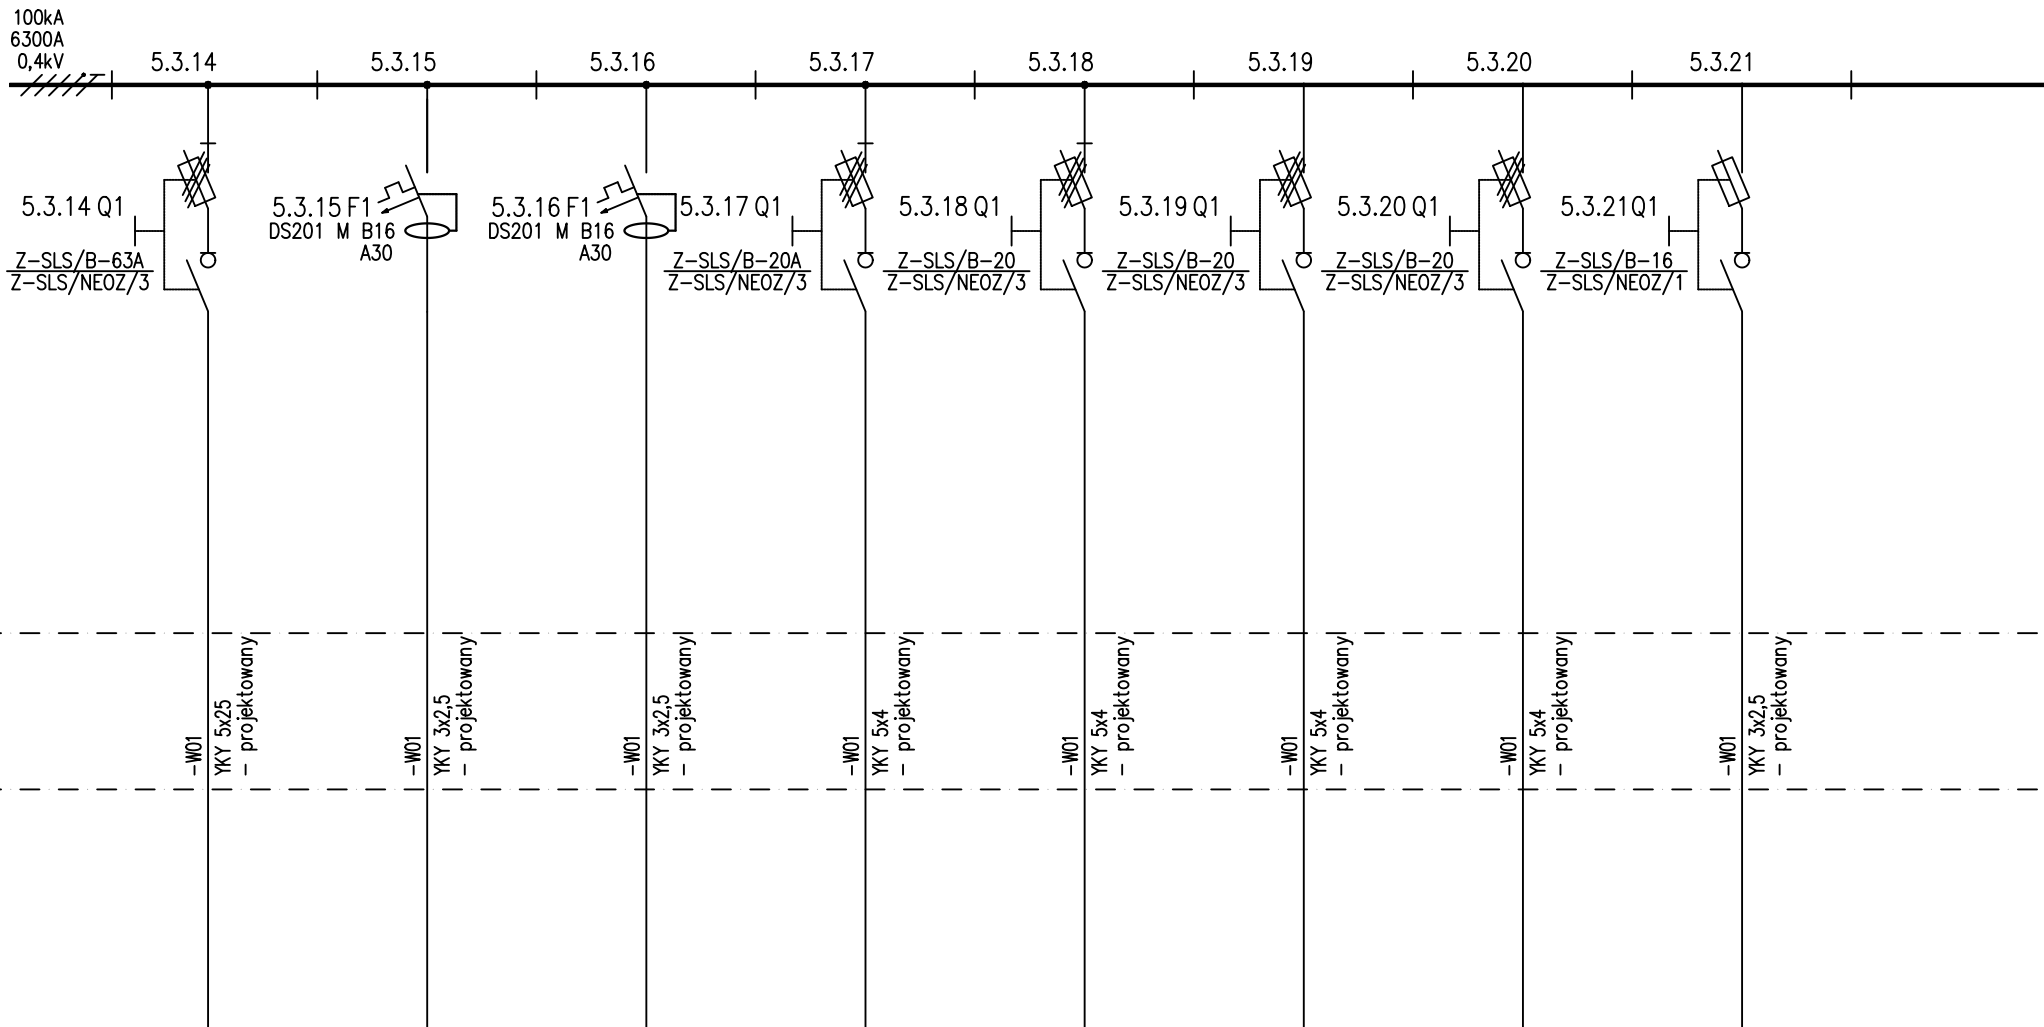 100kA
6300A
0,4kV
5.3.14
5.3.15
5.3.16
5.3.17
5.3.18
5.3.19
5.3.20
5.3.21
5.3.14 Q1
Z-SLS/B-63A
Z-SLS/NEOZ/3
5.3.15 F1
DS201 M B16
A30
5.3.16 F1
DS201 M B16
A30
5.3.17 Q1
Z-SLS/B-20A
Z-SLS/NEOZ/3
5.3.18 Q1
Z-SLS/B-20
Z-SLS/NEOZ/3
5.3.19 Q1
Z-SLS/B-20
Z-SLS/NEOZ/3
5.3.20 Q1
Z-SLS/B-20
Z-SLS/NEOZ/3
5.3.21 Q1
Z-SLS/B-16
Z-SLS/NEOZ/1
-W01
YKY 5x25
- projektowany
-W01
YKY 3x2,5
- projektowany
-W01
YKY 3x2,5
- projektowany
-W01
YKY 5x4
- projektowany
-W01
YKY 5x4
- projektowany
-W01
YKY 5x4
- projektowany
-W01
YKY 5x4
- projektowany
-W01
YKY 3x2,5
- projektowany